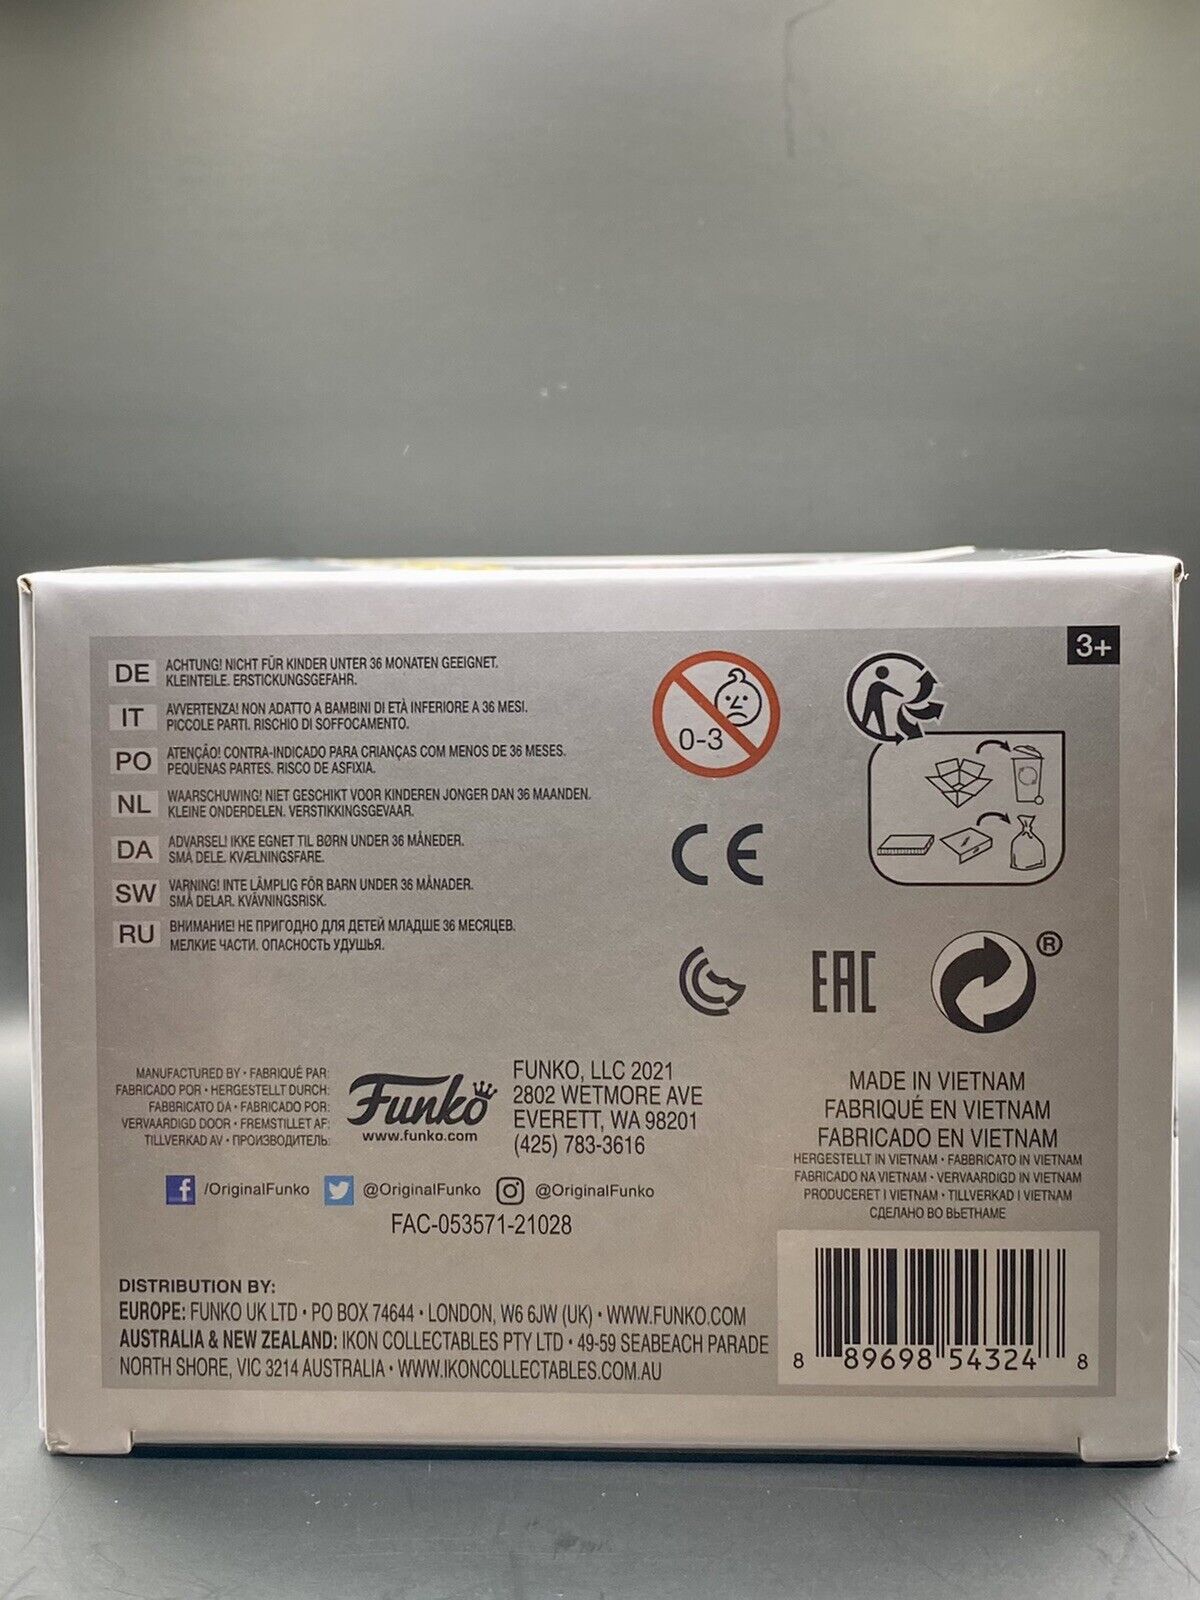 3+
DE
ACHTUNG! NICHT FÜR KINDER UNTER 36 MONATEN GEEIGNET.
KLEINTEILE. ERSTICKUNGSGEFAHR.
IT
AVVERTENZA! NON ADATTO A BAMBINI DI ETÀ INFERIORE A 36 MESI.
PICCOLE PARTI. RISCHIO DI SOFFOCAMENTO.
PO
ATENÇÃO! CONTRA-INDICADO PARA CRIANÇAS COM MENOS DE 36 MESES.
PEQUENAS PARTES. RISCO DE ASFIXIA.
NL
WAARSCHUWING! NIET GESCHIKT VOOR KINDEREN JONGER DAN 36 MAANDEN.
KLEINE ONDERDELEN. VERSTIKKINGSGEVAAR.
DA
ADVARSEL! IKKE EGNET TIL BØRN UNDER 36 MÅNEDER.
SMÅ DELE. KVÆLNINGSFARE.
SW
VARNING! INTE LÄMPLIG FÖR BARN UNDER 36 MÅNADER.
SMÅ DELAR. KVÄVNINGSRISK.
RU
ВНИМАНИЕ! НЕ ПРИГОДНО ДЛЯ ДЕТЕЙ МЛАДШЕ 36 МЕСЯЦЕВ.
МЕЛКИЕ ЧАСТИ. ОПАСНОСТЬ УДУШЬЯ.
0-3
CE
EAC
®
MANUFACTURED BY • FABRIQUÉ PAR:
FABRICADO POR • HERGESTELLT DURCH:
FABBRICATO DA • FABRICADO POR:
VERVAARDIGD DOOR • FREMSTILLET AF:
TILLVERKAD AV • ПРОИЗВОДИТЕЛЬ:
Funko
www.funko.com
FUNKO, LLC 2021
2802 WETMORE AVE
EVERETT, WA 98201
(425) 783-3616
/OriginalFunko @OriginalFunko @OriginalFunko
FAC-053571-21028
MADE IN VIETNAM
FABRIQUÉ EN VIETNAM
FABRICADO EN VIETNAM
HERGESTELLT IN VIETNAM • FABBRICATO IN VIETNAM
FABRICADO NA VIETNAM • VERVAARDIGD IN VIETNAM
PRODUCERET I VIETNAM • TILLVERKAD I VIETNAM
СДЕЛАНО ВО ВЬЕТНАМЕ
DISTRIBUTION BY:
EUROPE: FUNKO UK LTD • PO BOX 74644 • LONDON, W6 6JW (UK) • WWW.FUNKO.COM
AUSTRALIA & NEW ZEALAND: IKON COLLECTABLES PTY LTD • 49-59 SEABEACH PARADE
NORTH SHORE, VIC 3214 AUSTRALIA • WWW.IKONCOLLECTABLES.COM.AU
8 89698 54324 8